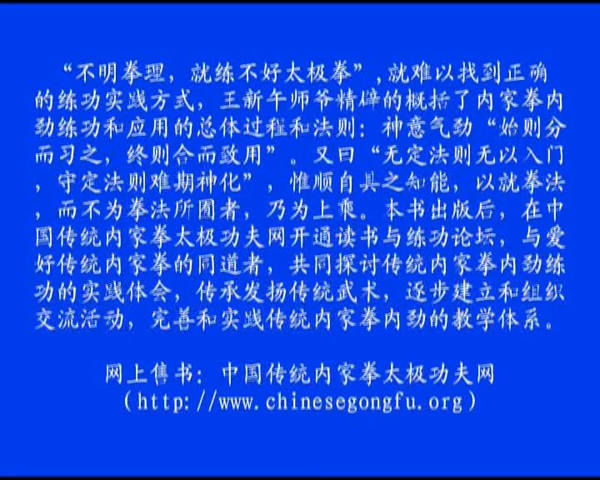 “不明拳理，就练不好太极拳”,就难以找到正确
的练功实践方式，王新午师爷精辟的概括了内家拳内
劲练功和应用的总体过程和法则：神意气劲“始则分
而习之，终则合而致用”。又曰“无定法则无以入门
，守定法则难期神化”，惟顺自具之知能，以就拳法
，而不为拳法所囿者，乃为上乘。本书出版后，在中
国传统内家拳太极功夫网开通读书与练功论坛，与爱
好传统内家拳的同道者，共同探讨传统内家拳内劲练
功的实践体会，传承发扬传统武术，逐步建立和组织
交流活动，完善和实践传统内家拳内劲的教学体系。
网上售书：中国传统内家拳太极功夫网
(http://www.chinesegongfu.org)